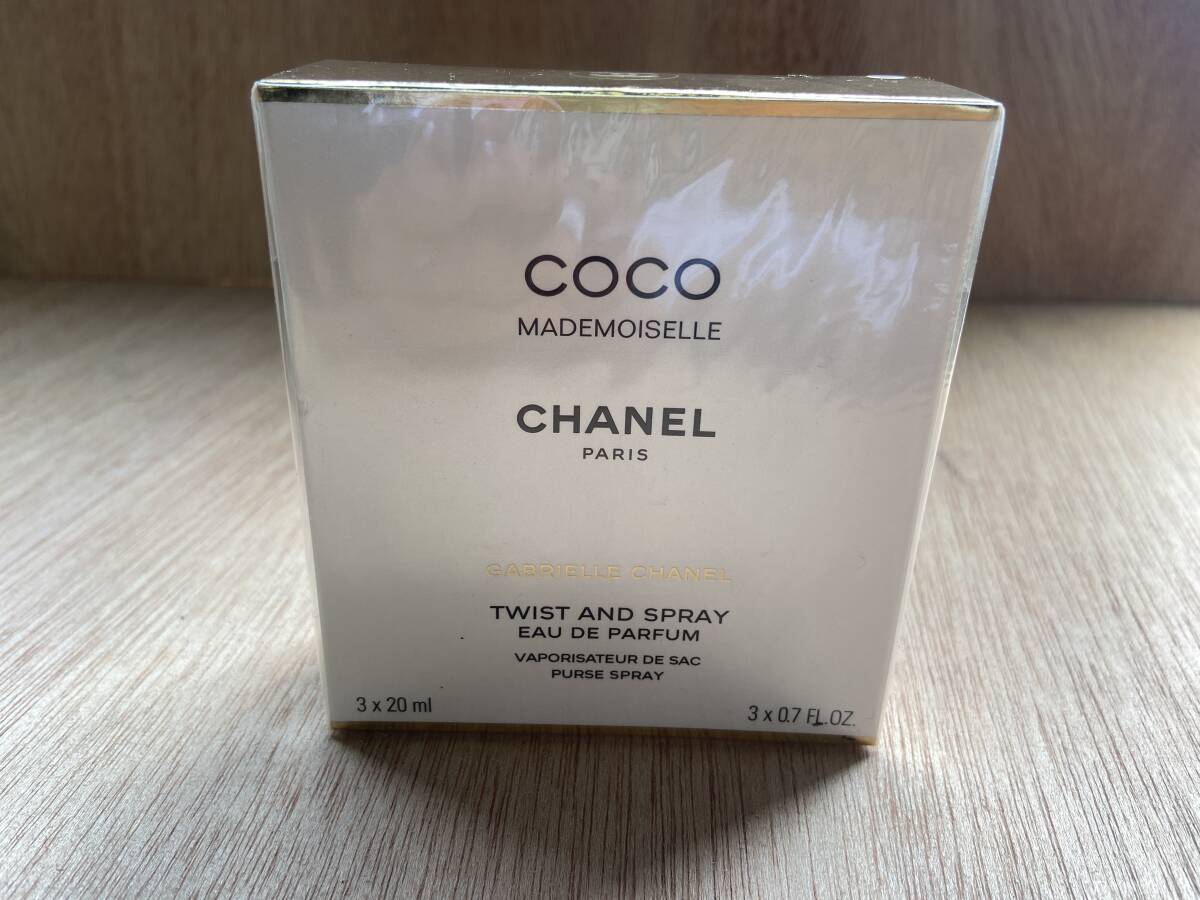 COCO
MADEMOISELLE
CHANEL
PARIS
GABRIELLE CHANEL
TWIST AND SPRAY
EAU DE PARFUM
VAPORISATEUR DE SAC
PURSE SPRAY
3 x 20 ml
3 x 0.7 FL.OZ.